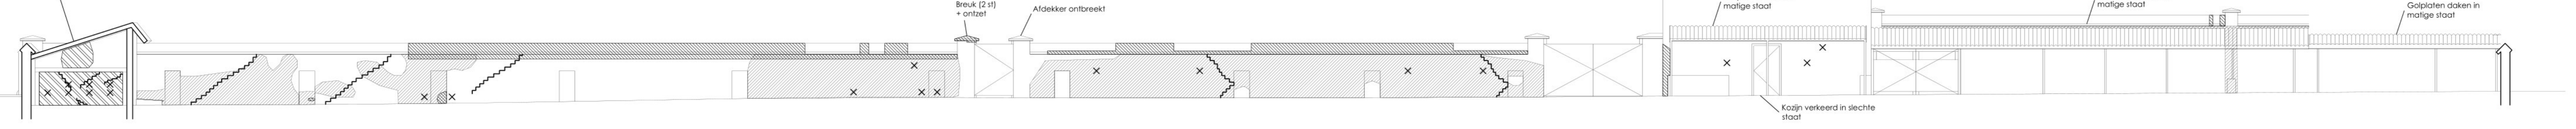 Breuk (2 st)
+ ontzet
Afdekker ontbreekt
matige staat
matige staat
Golplaten daken in
matige staat
Kozijn verkeerd in slechte
staat